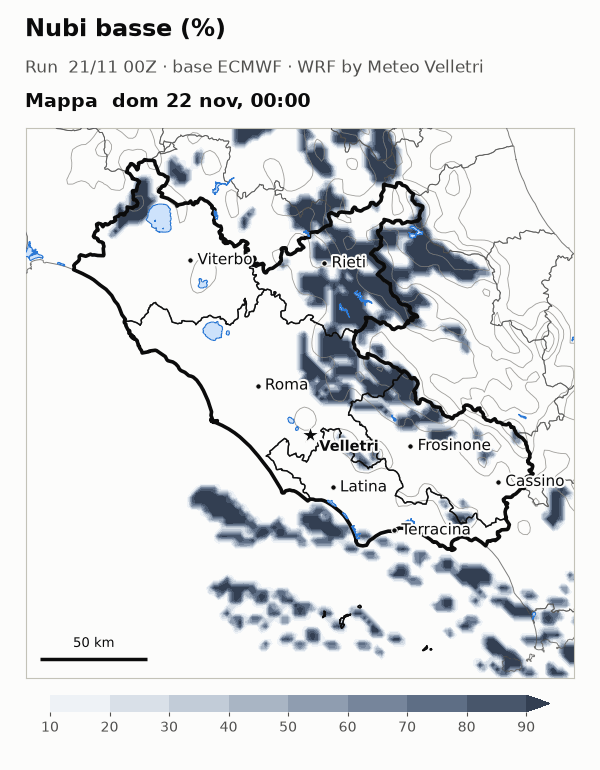 Nubi basse (%)
Run 21/11 00Z · base ECMWF · WRF by Meteo Velletri
Mappa dom 22 nov, 00:00
Viterbo
Rieti
Roma
Velletri
Frosinone
Cassino
Latina
Terracina
50 km
10 20 30 40 50 60 70 80 90